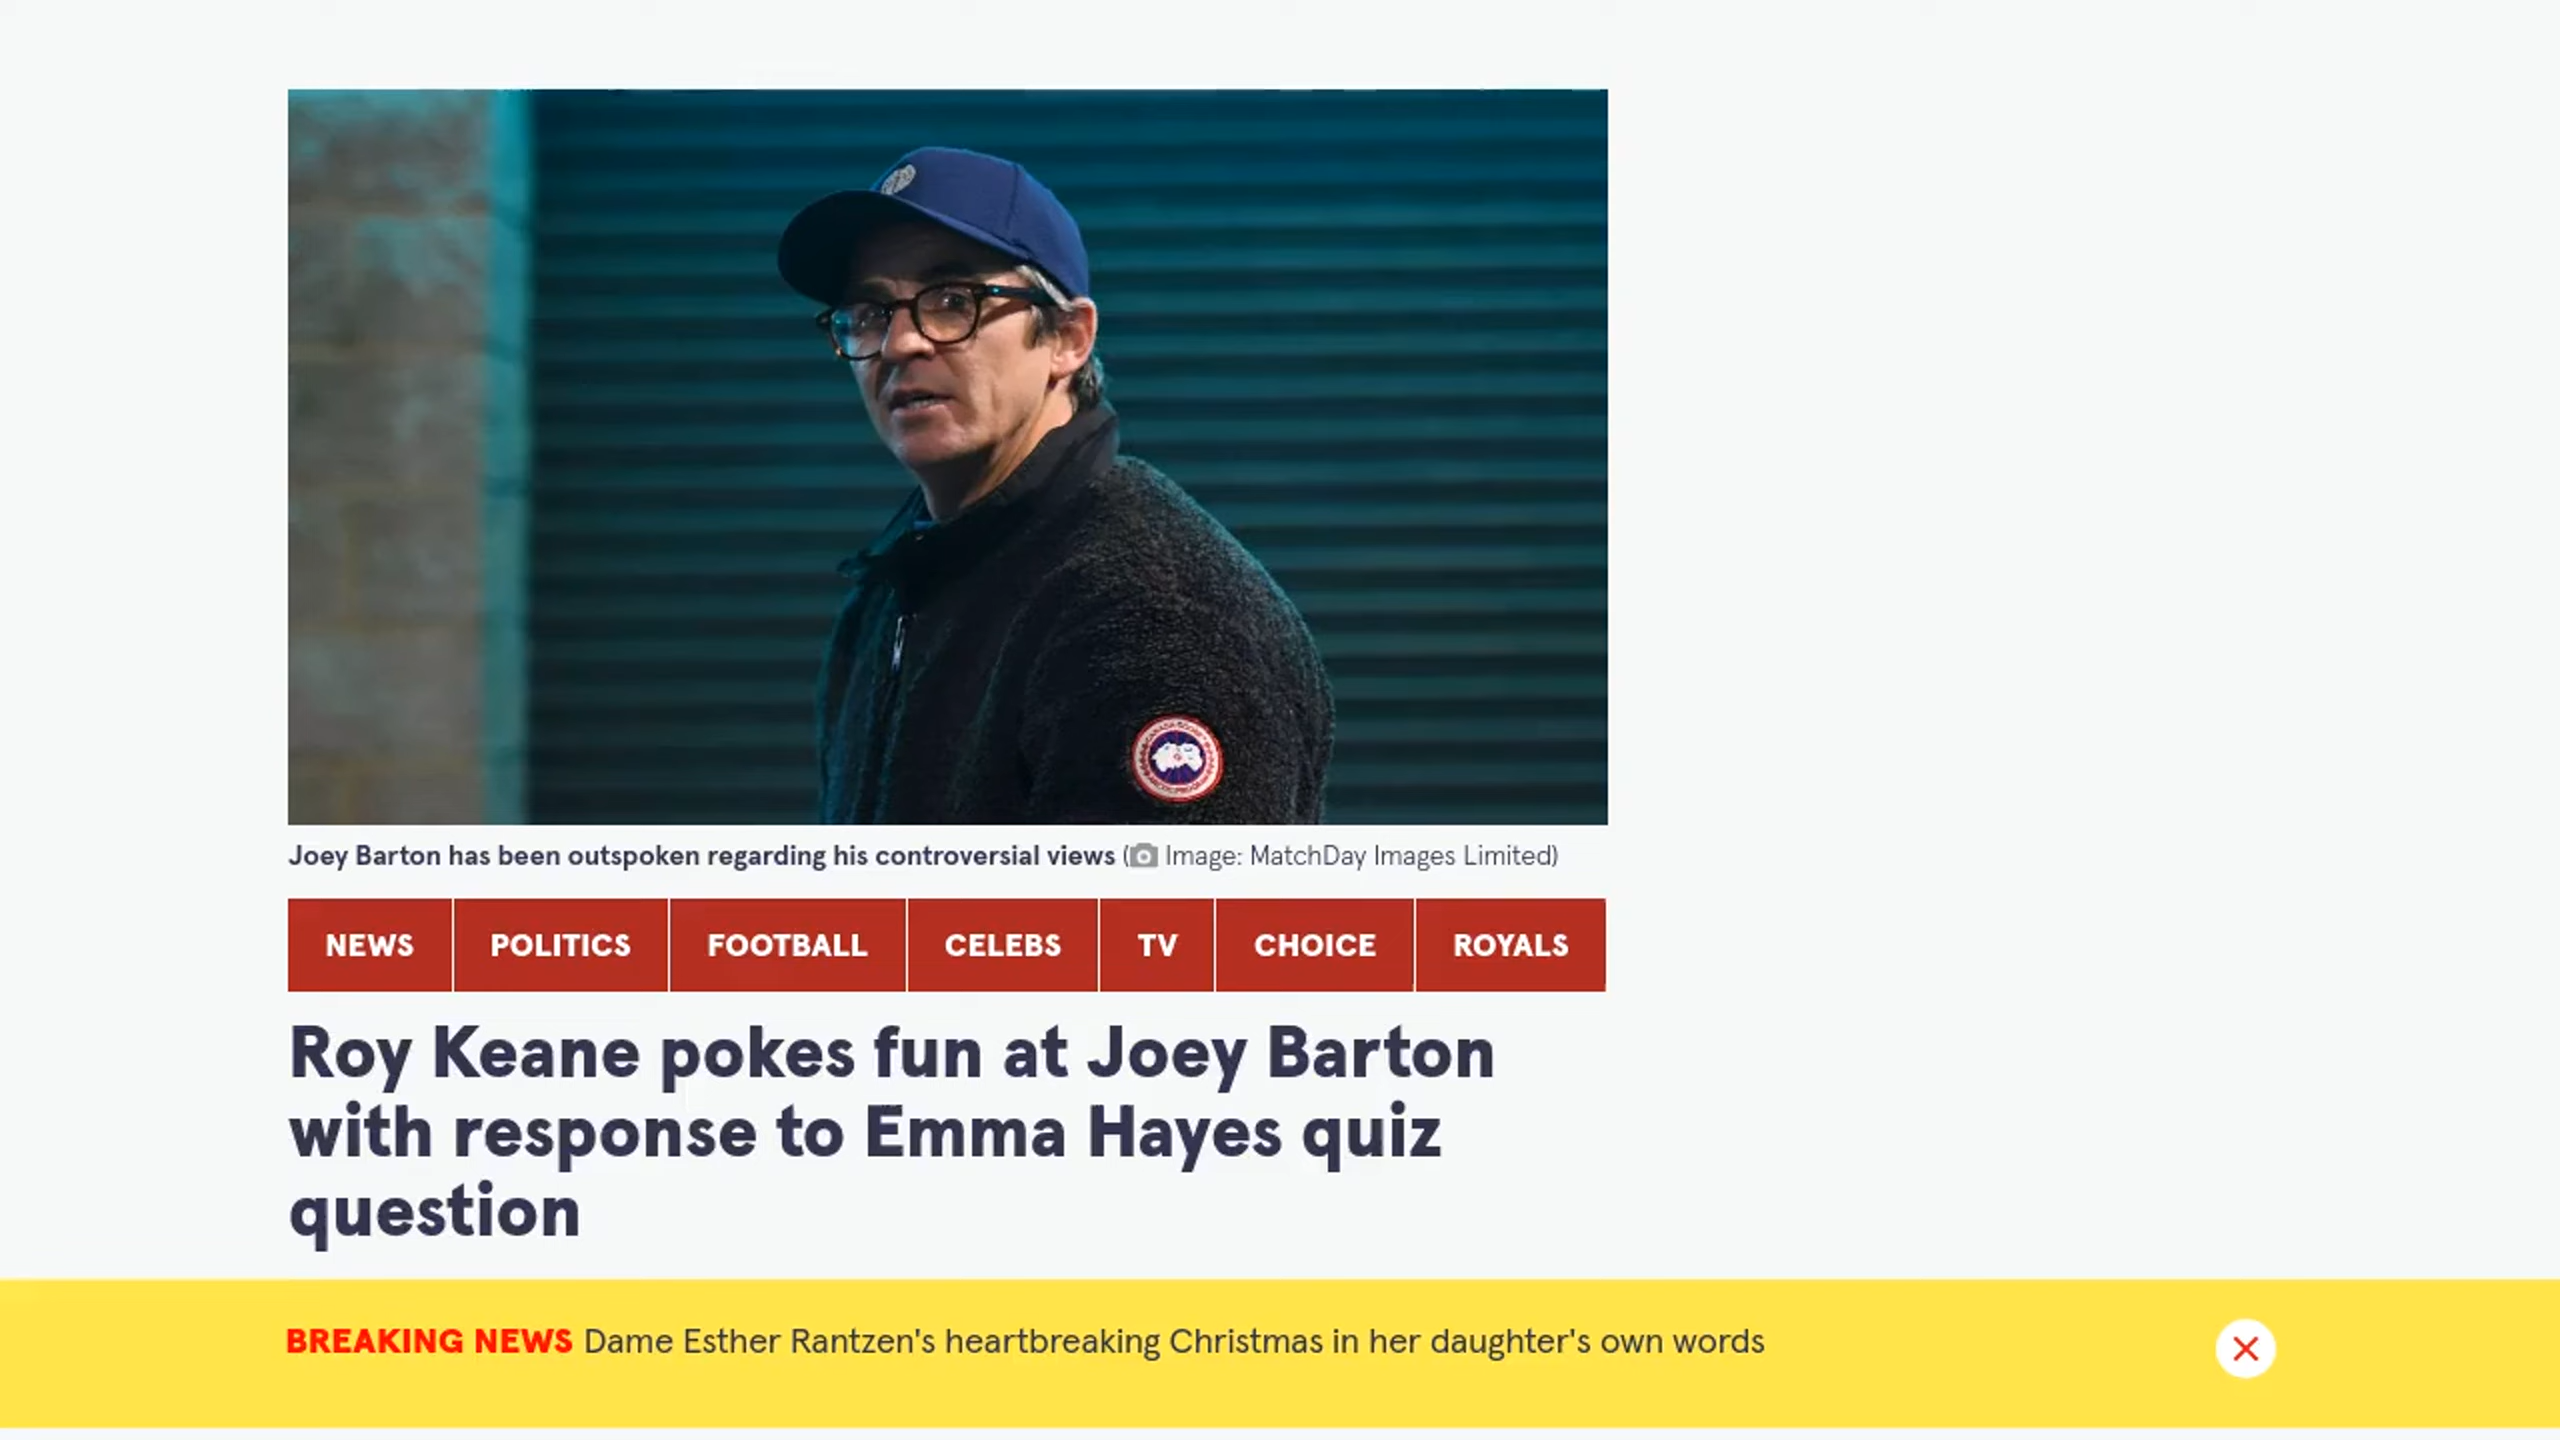 Joey Barton has been outspoken regarding his controversial views (Image: MatchDay Images Limited)
NEWS POLITICS FOOTBALL CELEBS TV CHOICE ROYALS
Roy Keane pokes fun at Joey Barton
with response to Emma Hayes quiz
question
BREAKING NEWS Dame Esther Rantzen's heartbreaking Christmas in her daughter's own words